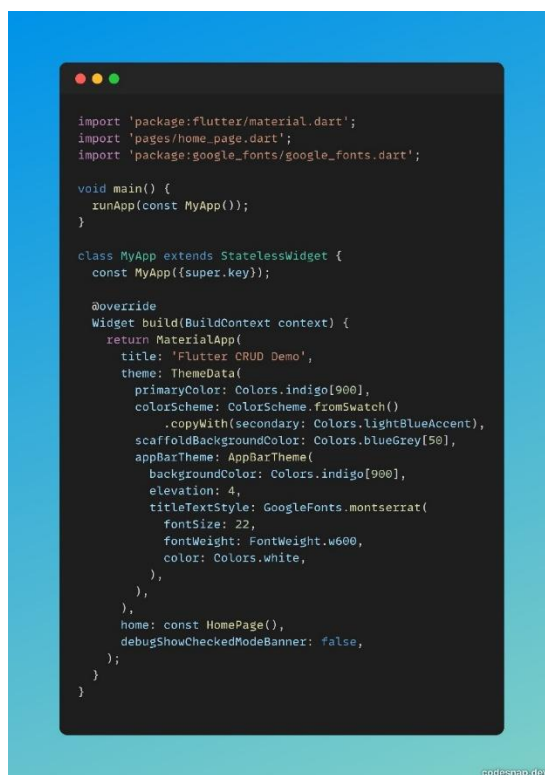 import 'package:flutter/material.dart';
import 'pages/home_page.dart';
import 'package:google_fonts/google_fonts.dart';
void main() {
  runApp(const MyApp());
}
class MyApp extends StatelessWidget {
  const MyApp({super.key});
  @override
  Widget build(BuildContext context) {
    return MaterialApp(
      title: 'Flutter CRUD Demo',
      theme: ThemeData(
        primaryColor: Colors.indigo[900],
        colorScheme: ColorScheme.fromSwatch()
            .copyWith(secondary: Colors.lightBlueAccent),
        scaffoldBackgroundColor: Colors.blueGrey[50],
        appBarTheme: AppBarTheme(
          backgroundColor: Colors.indigo[900],
          elevation: 4,
          titleTextStyle: GoogleFonts.montserrat(
            fontSize: 22,
            fontWeight: FontWeight.w600,
            color: Colors.white,
          ),
        ),
      ),
      home: const HomePage(),
      debugShowCheckedModeBanner: false,
    );
  }
}